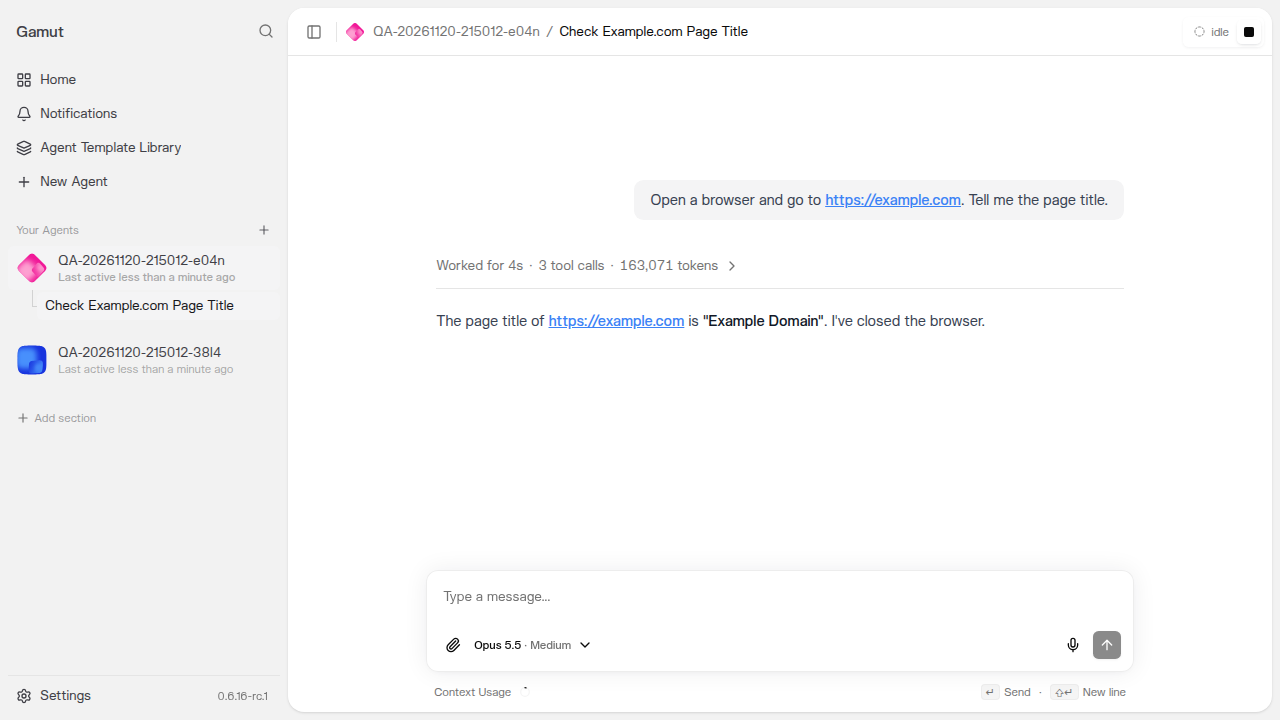 Gamut
Home
Notifications
Agent Template Library
New Agent
Your Agents
QA-20261120-215012-e04n
Last active less than a minute ago
Check Example.com Page Title
QA-20261120-215012-38l4
Last active less than a minute ago
Add section
Settings
0.6.16-rc.1
QA-20261120-215012-e04n / Check Example.com Page Title
idle
Open a browser and go to https://example.com. Tell me the page title.
Worked for 4s · 3 tool calls · 163,071 tokens
The page title of https://example.com is "Example Domain". I've closed the browser.
Type a message...
Opus 5.5 · Medium
Context Usage
Send · New line